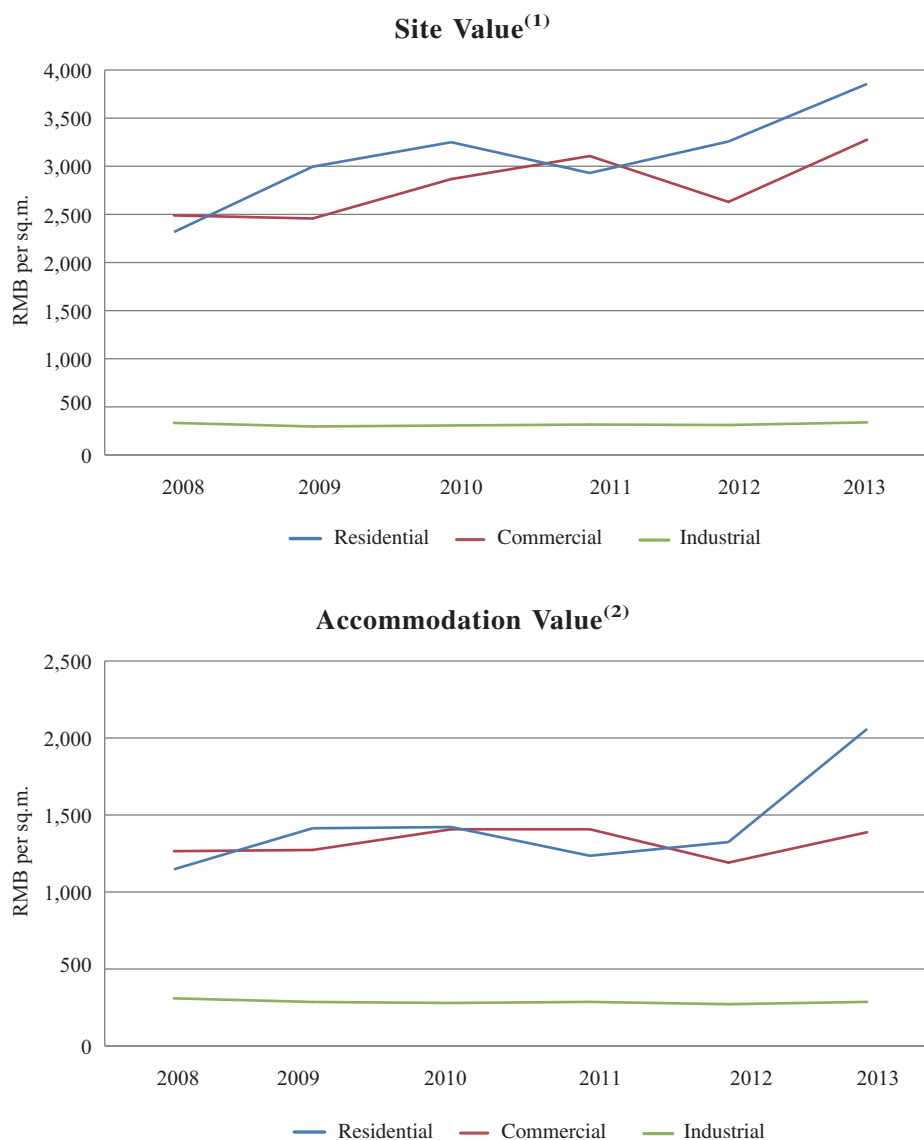 Site Value(1)
4,000
3,500
3,000
2,500
2,000
1,500
1,000
500
0
RMB per sq.m.
2008 2009 2010 2011 2012 2013
Residential Commercial Industrial
Accommodation Value(2)
2,500
2,000
1,500
1,000
500
0
RMB per sq.m.
2008 2009 2010 2011 2012 2013
Residential Commercial Industrial